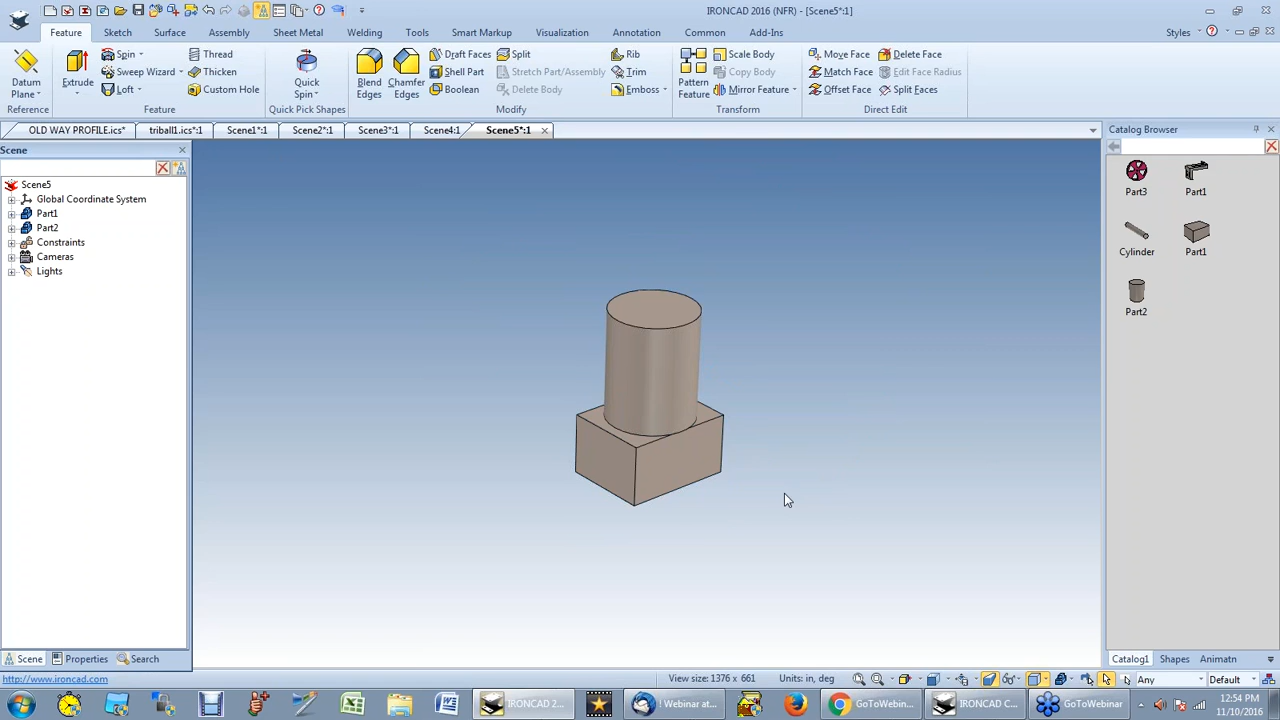 IRONCAD 2016 (NFR) - [Scene5*:1]
Feature Sketch Surface Assembly Sheet Metal Welding Tools Smart Markup Visualization Annotation Common Add-Ins Styles
Datum Plane Extrude Spin Sweep Wizard Loft Thread Thicken Custom Hole Quick Spin Blend Edges Chamfer Edges Draft Faces Shell Part Boolean Split Stretch Part/Assembly Delete Body Rib Trim Emboss Pattern Feature Scale Body Copy Body Mirror Feature Move Face Match Face Offset Face Delete Face Edit Face Radius Split Faces
Reference Feature Quick Pick Shapes Modify Transform Direct Edit
OLD WAY PROFILE.ics* triball1.ics*:1 Scene1*:1 Scene2*:1 Scene3*:1 Scene4:1 Scene5*:1
Scene
Scene5
Global Coordinate System
Part1
Part2
Constraints
Cameras
Lights
Catalog Browser
Part3 Part1
Cylinder Part1
Part2
Scene Properties Search
Catalog1 Shapes Animatn
http://www.ironcad.com
View size:1376 x 661 Units: in, deg Any Default
IRONCAD 2... ! Webinar at... GoToWebin... IRONCAD C... GoToWebin...
12:54 PM
11/10/2016